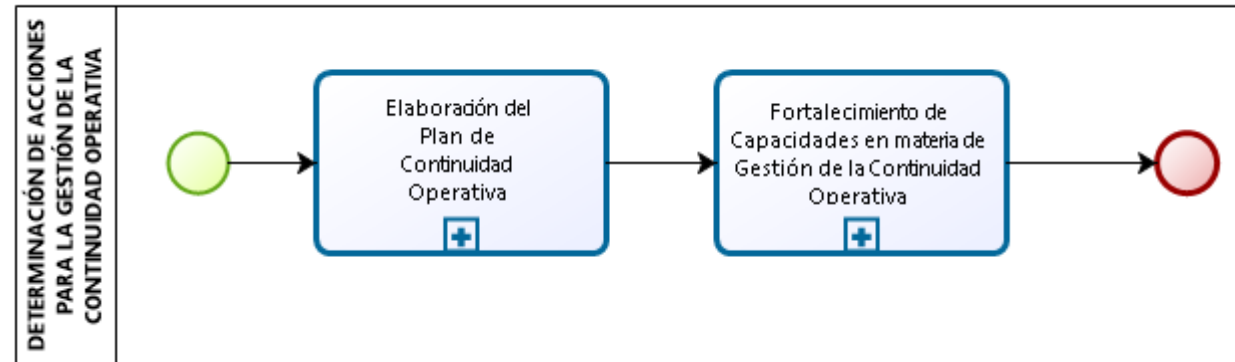 DETERMINACIÓN DE ACCIONES
PARA LA GESTIÓN DE LA
CONTINUIDAD OPERATIVA
Elaboración del
Plan de
Continuidad
Operativa
Fortalecimiento de
Capacidades en materia de
Gestión de la Continuidad
Operativa